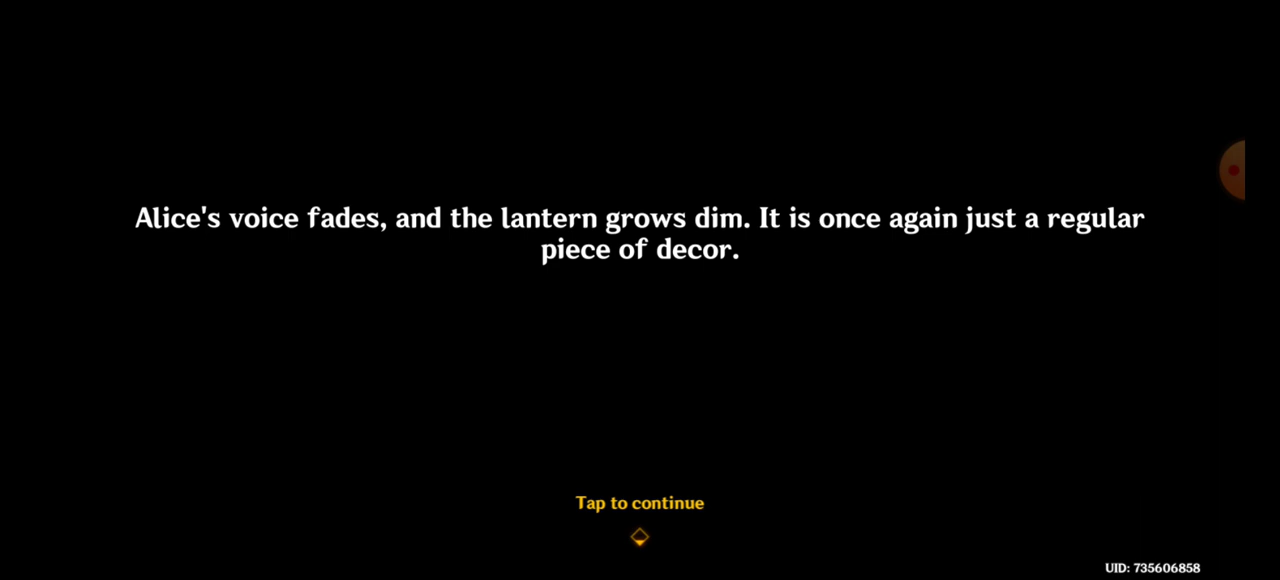 Alice's voice fades, and the lantern grows dim. It is once again just a regular
piece of decor.
Tap to continue
UID: 735606858